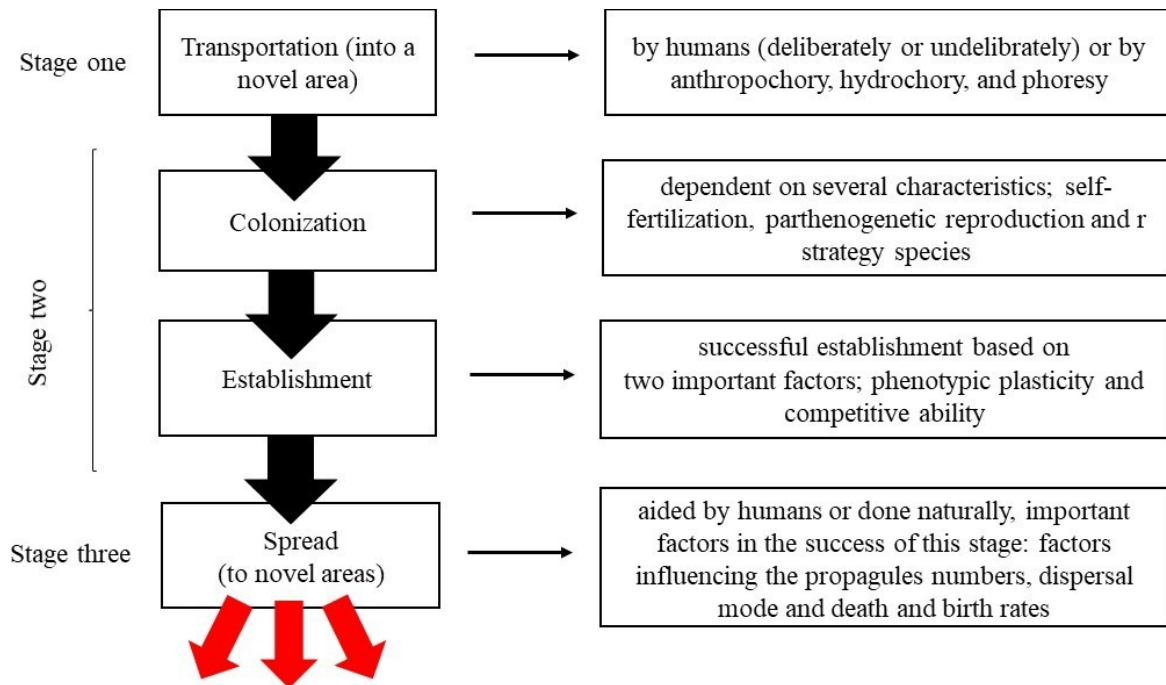 Stage one
Transportation (into a
novel area)
by humans (deliberately or undelibrately) or by
anthropochory, hydrochory, and phoresy
Stage two
Colonization
dependent on several characteristics; self-
fertilization, parthenogenetic reproduction and r
strategy species
Establishment
successful establishment based on
two important factors; phenotypic plasticity and
competitive ability
Stage three
Spread
(to novel areas)
aided by humans or done naturally, important
factors in the success of this stage: factors
influencing the propagules numbers, dispersal
mode and death and birth rates